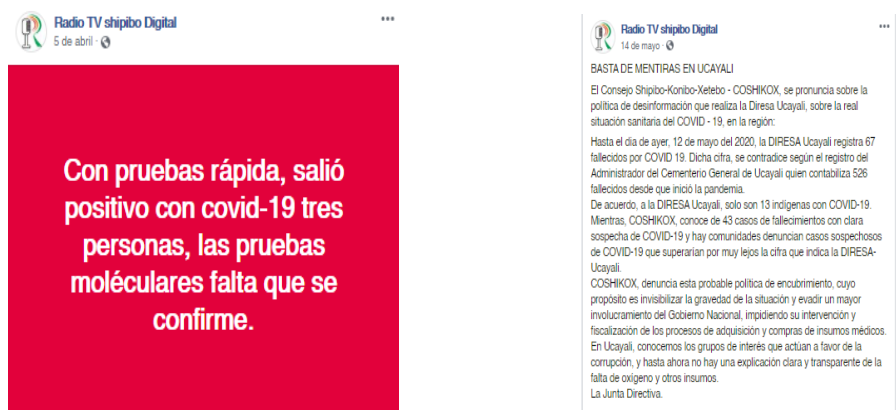 Radio TV shipibo Digital
5 de abril ·
Con pruebas rápida, salió
positivo con covid-19 tres
personas, las pruebas
moléculares falta que se
confirme.
Radio TV shipibo Digital
14 de mayo ·
BASTA DE MENTIRAS EN UCAYALI
El Consejo Shipibo-Konibo-Xetebo - COSHIKOX, se pronuncia sobre la
política de desinformación que realiza la Diresa Ucayali, sobre la real
situación sanitaria del COVID - 19, en la región:
Hasta el dia de ayer, 12 de mayo del 2020, la DIRESA Ucayali registra 67
fallecidos por COVID 19. Dicha cifra, se contradice según el registro del
Administrador del Cementerio General de Ucayali quien contabiliza 526
fallecidos desde que inició la pandemia.
De acuerdo, a la DIRESA Ucayali, solo son 13 indígenas con COVID-19.
Mientras, COSHIKOX, conoce de 43 casos de fallecimientos con clara
sospecha de COVID-19 y hay comunidades denuncian casos sospechosos
de COVID-19 que superarían por muy lejos la cifra que indica la DIRESA-
Ucayali.
COSHIKOX, denuncia esta probable política de encubrimiento, cuyo
propósito es invisibilizar la gravedad de la situación y evadir un mayor
involucramiento del Gobierno Nacional, impidiendo su intervención y
fiscalización de los procesos de adquisición y compras de insumos médicos.
En Ucayali, conocemos los grupos de interés que actúan a favor de la
corrupción, y hasta ahora no hay una explicación clara y transparente de la
falta de oxígeno y otros insumos.
La Junta Directiva.